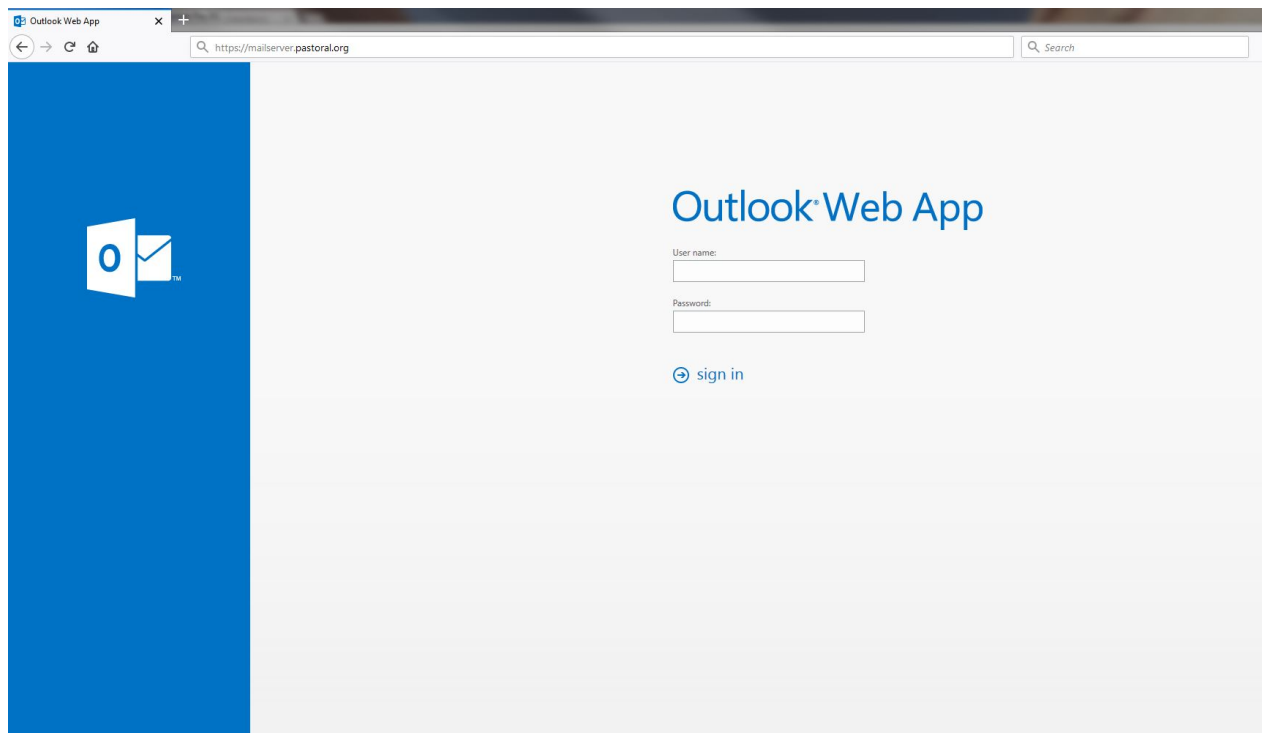 Outlook Web App
https://mailserver.pastoral.org
Search
O
TM
Outlook® Web App
User name:
Password:
sign in